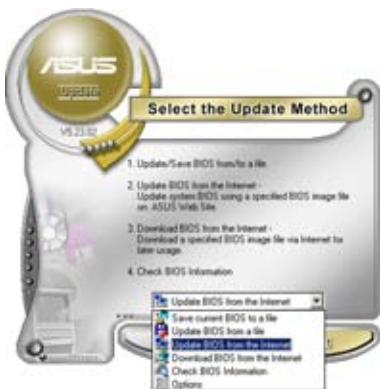 ASUS
Update
V5.23.02
Select the Update Method
1. Update/Save BIOS from/to a file
2. Update BIOS from the Internet -
Update system BIOS using a specified BIOS image file
on ASUS Web Site.
3. Download BIOS from the Internet -
Download a specified BIOS image file via Internet for
later usage.
4. Check BIOS Information
Update BIOS from the Internet
Save current BIOS to a file
Update BIOS from a file
Update BIOS from the Internet
Download BIOS from the Internet
Check BIOS Information
Options